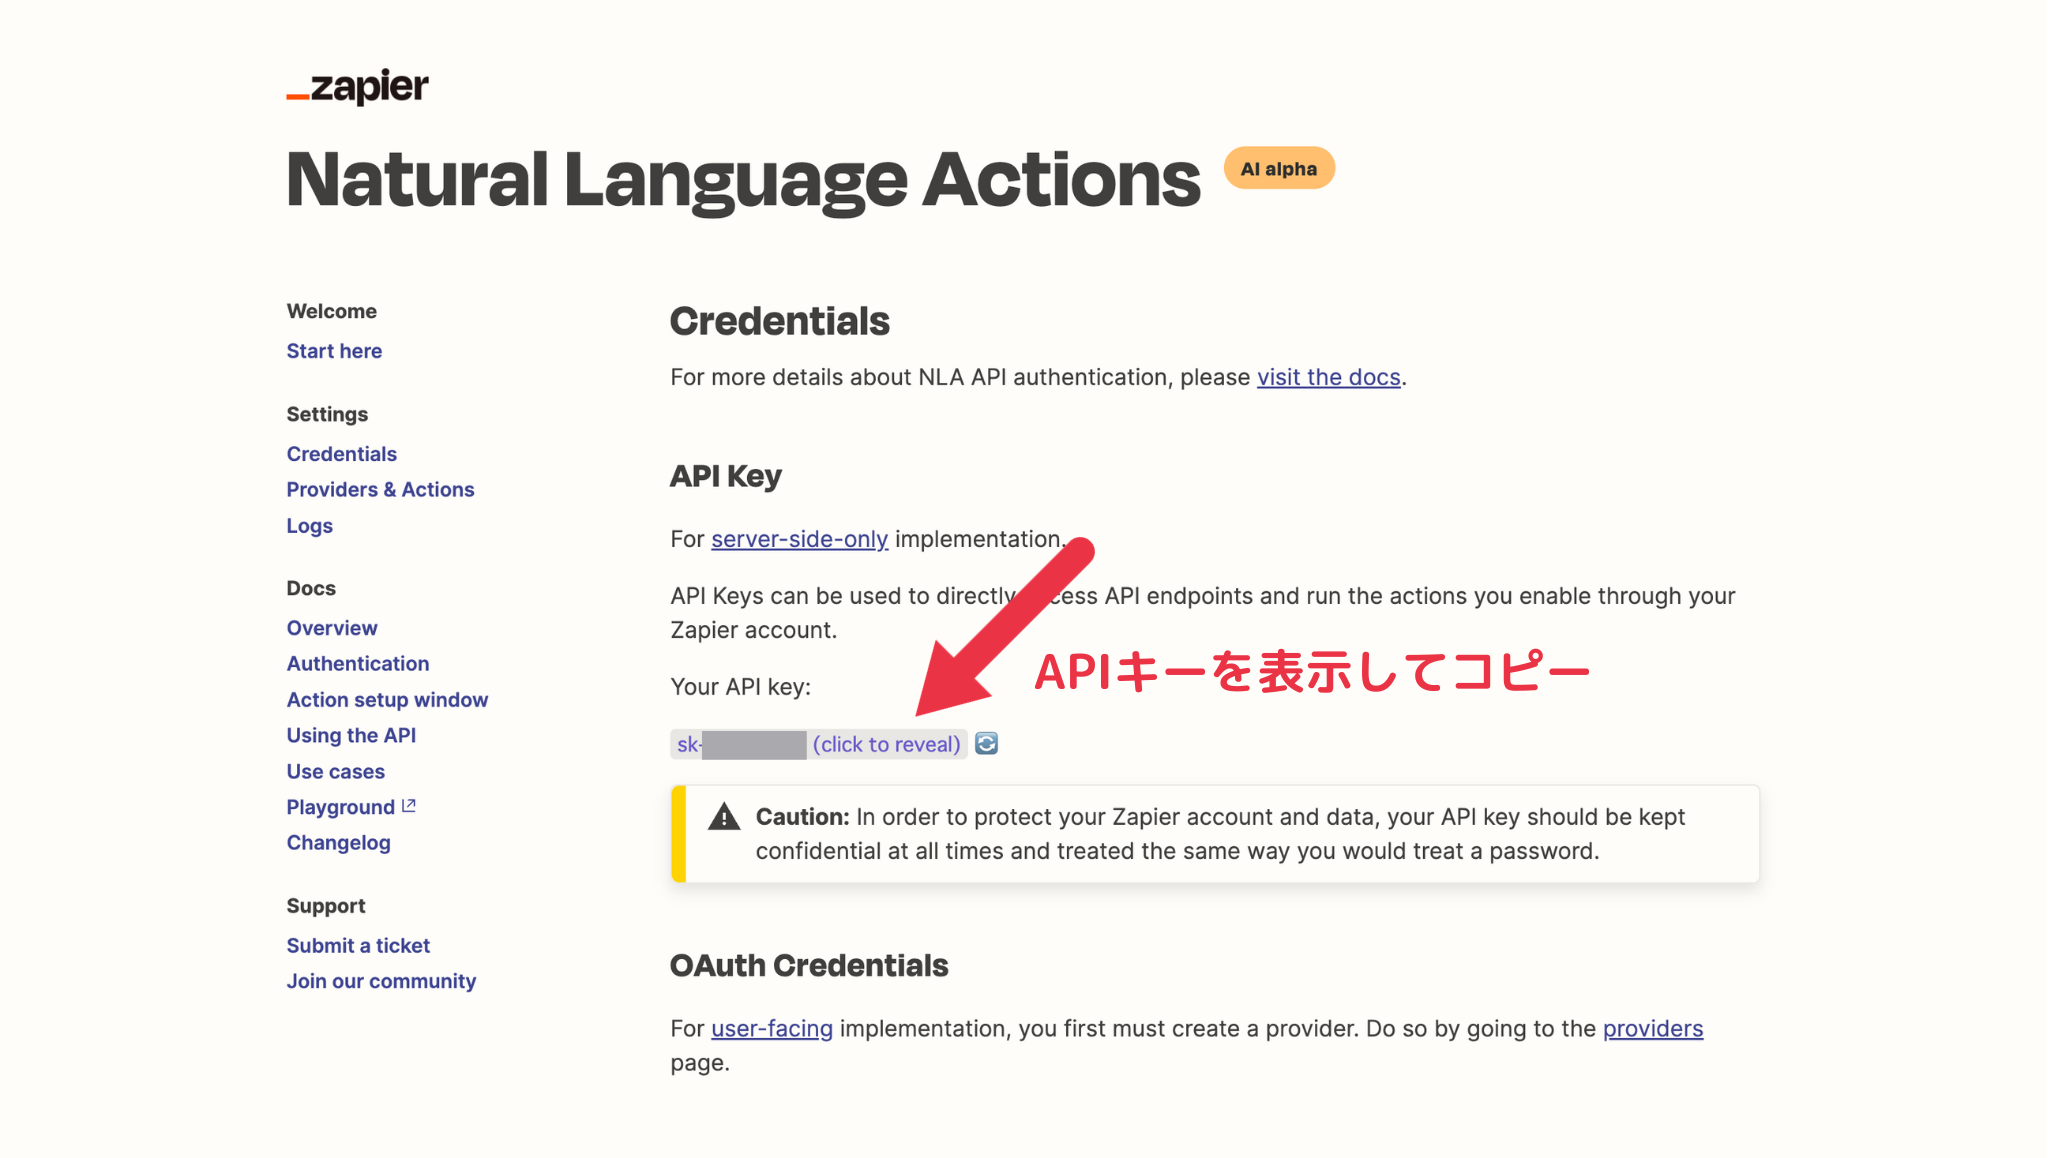 zapier
Natural Language Actions
AI alpha
Welcome
Start here
Settings
Credentials
Providers & Actions
Logs
Docs
Overview
Authentication
Action setup window
Using the API
Use cases
Playground
Changelog
Support
Submit a ticket
Join our community
Credentials
For more details about NLA API authentication, please visit the docs.
API Key
For server-side-only implementation.
API Keys can be used to directly cess API endpoints and run the actions you enable through your
Zapier account.
APIキーを表示してコピー
Your API key:
sk- (click to reveal)
Caution: In order to protect your Zapier account and data, your API key should be kept
confidential at all times and treated the same way you would treat a password.
OAuth Credentials
For user-facing implementation, you first must create a provider. Do so by going to the providers
page.